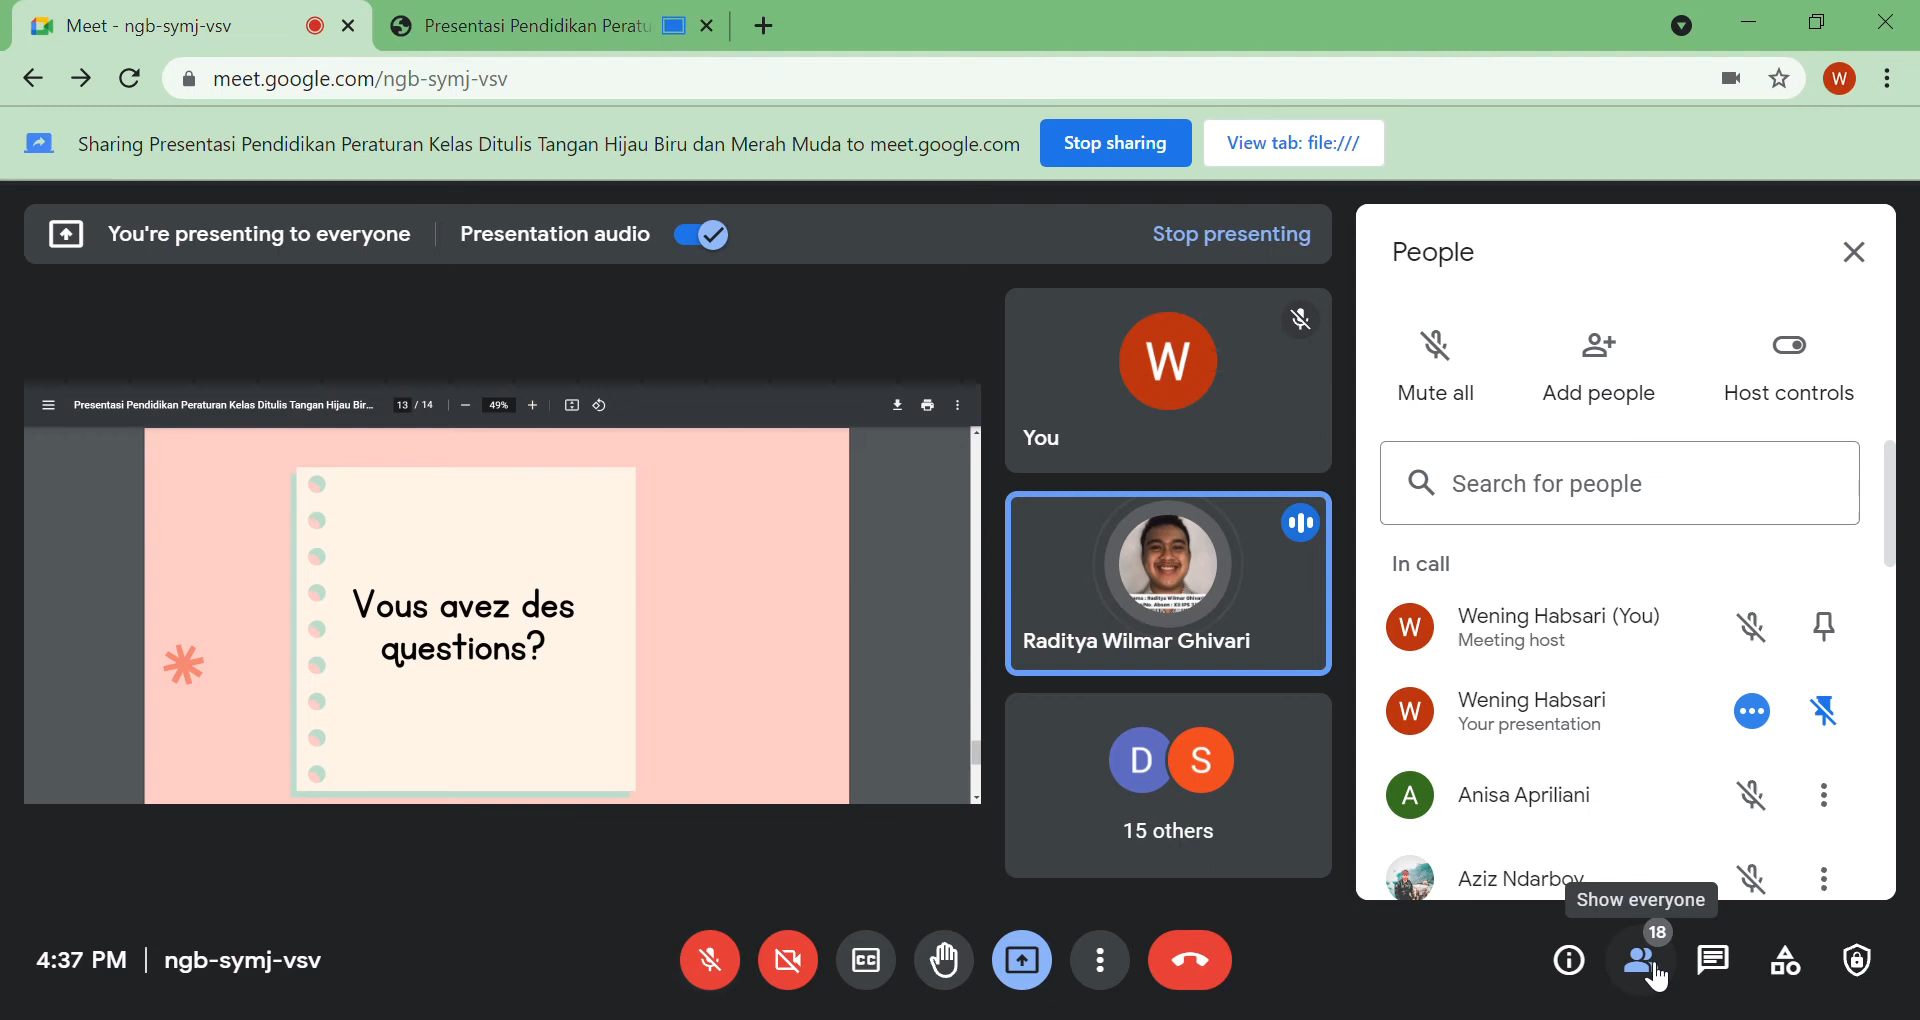 Meet - ngb-symj-vsv
Presentasi Pendidikan Peratu
meet.google.com/ngb-symj-vsv
W
Sharing Presentasi Pendidikan Peraturan Kelas Ditulis Tangan Hijau Biru dan Merah Muda to meet.google.com
Stop sharing
View tab: file:///
You're presenting to everyone
Presentation audio
Stop presenting
Presentasi Pendidikan Peraturan Kelas Ditulis Tangan Hijau Bir...
13 / 14
49%
Vous avez des
questions?
W
You
Raditya Wilmar Ghivari
D
S
15 others
People
Mute all
Add people
Host controls
Search for people
In call
W
Wening Habsari (You)
Meeting host
W
Wening Habsari
Your presentation
A
Anisa Apriliani
Aziz Ndarboy
Show everyone
4:37 PM
ngb-symj-vsv
CC
18